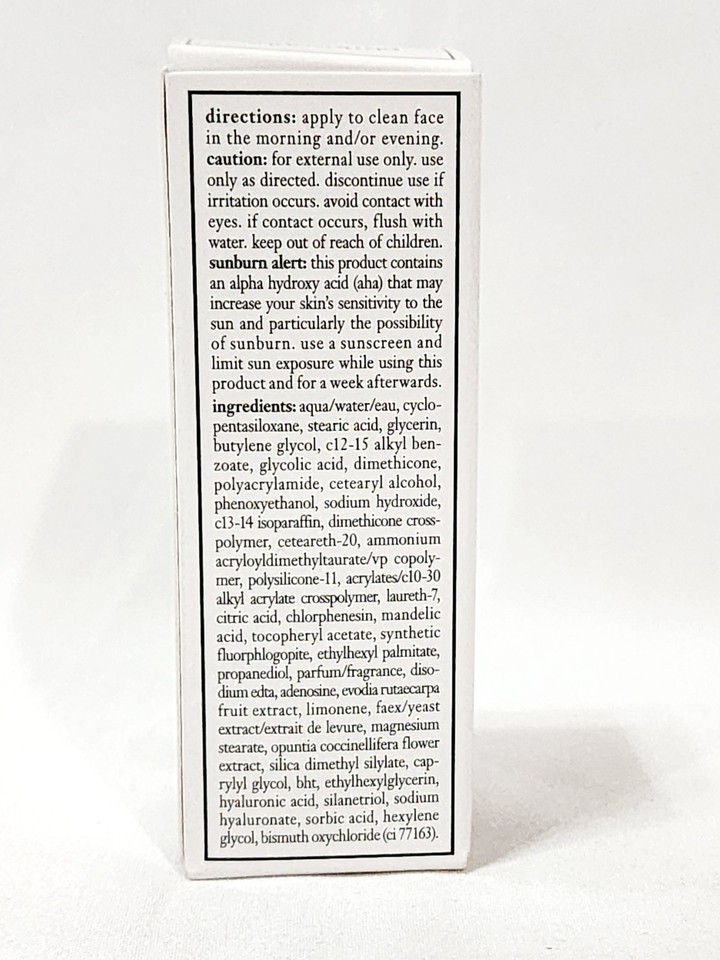 directions: apply to clean face
in the morning and/or evening.
caution: for external use only. use
only as directed. discontinue use if
irritation occurs. avoid contact with
eyes. if contact occurs, flush with
water. keep out of reach of children.
sunburn alert: this product contains
an alpha hydroxy acid (aha) that may
increase your skin's sensitivity to the
sun and particularly the possibility
of sunburn. use a sunscreen and
limit sun exposure while using this
product and for a week afterwards.
ingredients: aqua/water/eau, cyclo-
pentasiloxane, stearic acid, glycerin,
butylene glycol, c12-15 alkyl ben-
zoate, glycolic acid, dimethicone,
polyacrylamide, cetearyl alcohol,
phenoxyethanol, sodium hydroxide,
c13-14 isoparaffin, dimethicone cross-
polymer, ceteareth-20, ammonium
acryloyldimethyltaurate/vp copoly-
mer, polysilicone-11, acrylates/c10-30
alkyl acrylate crosspolymer, laureth-7,
citric acid, chlorphenesin, mandelic
acid, tocopheryl acetate, synthetic
fluorphlogopite, ethylhexyl palmitate,
propanediol, parfum/fragrance, diso-
dium edta, adenosine, evodia rutaecarpa
fruit extract, limonene, faex/yeast
extract/extrait de levure, magnesium
stearate, opuntia coccinellifera flower
extract, silica dimethyl silylate, cap-
rylyl glycol, bht, ethylhexylglycerin,
hyaluronic acid, silanetriol, sodium
hyaluronate, sorbic acid, hexylene
glycol, bismuth oxychloride (ci 77163).